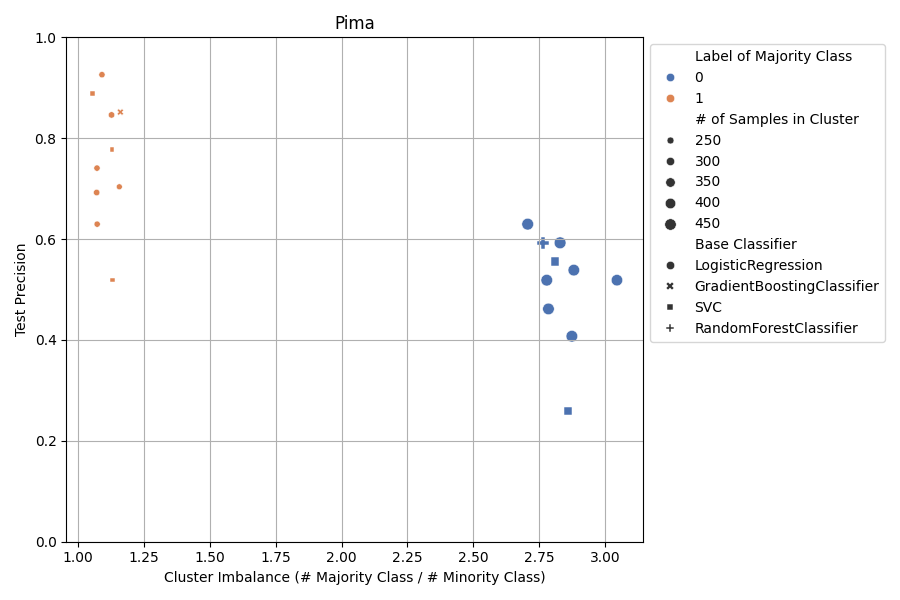 Pima
1.0
0.8
0.6
0.4
0.2
0.0
Test Precision
1.00
1.25
1.50
1.75
2.00
2.25
2.50
2.75
3.00
Cluster Imbalance (# Majority Class / # Minority Class)
Label of Majority Class
0
1
# of Samples in Cluster
250
300
350
400
450
Base Classifier
LogisticRegression
GradientBoostingClassifier
SVC
RandomForestClassifier